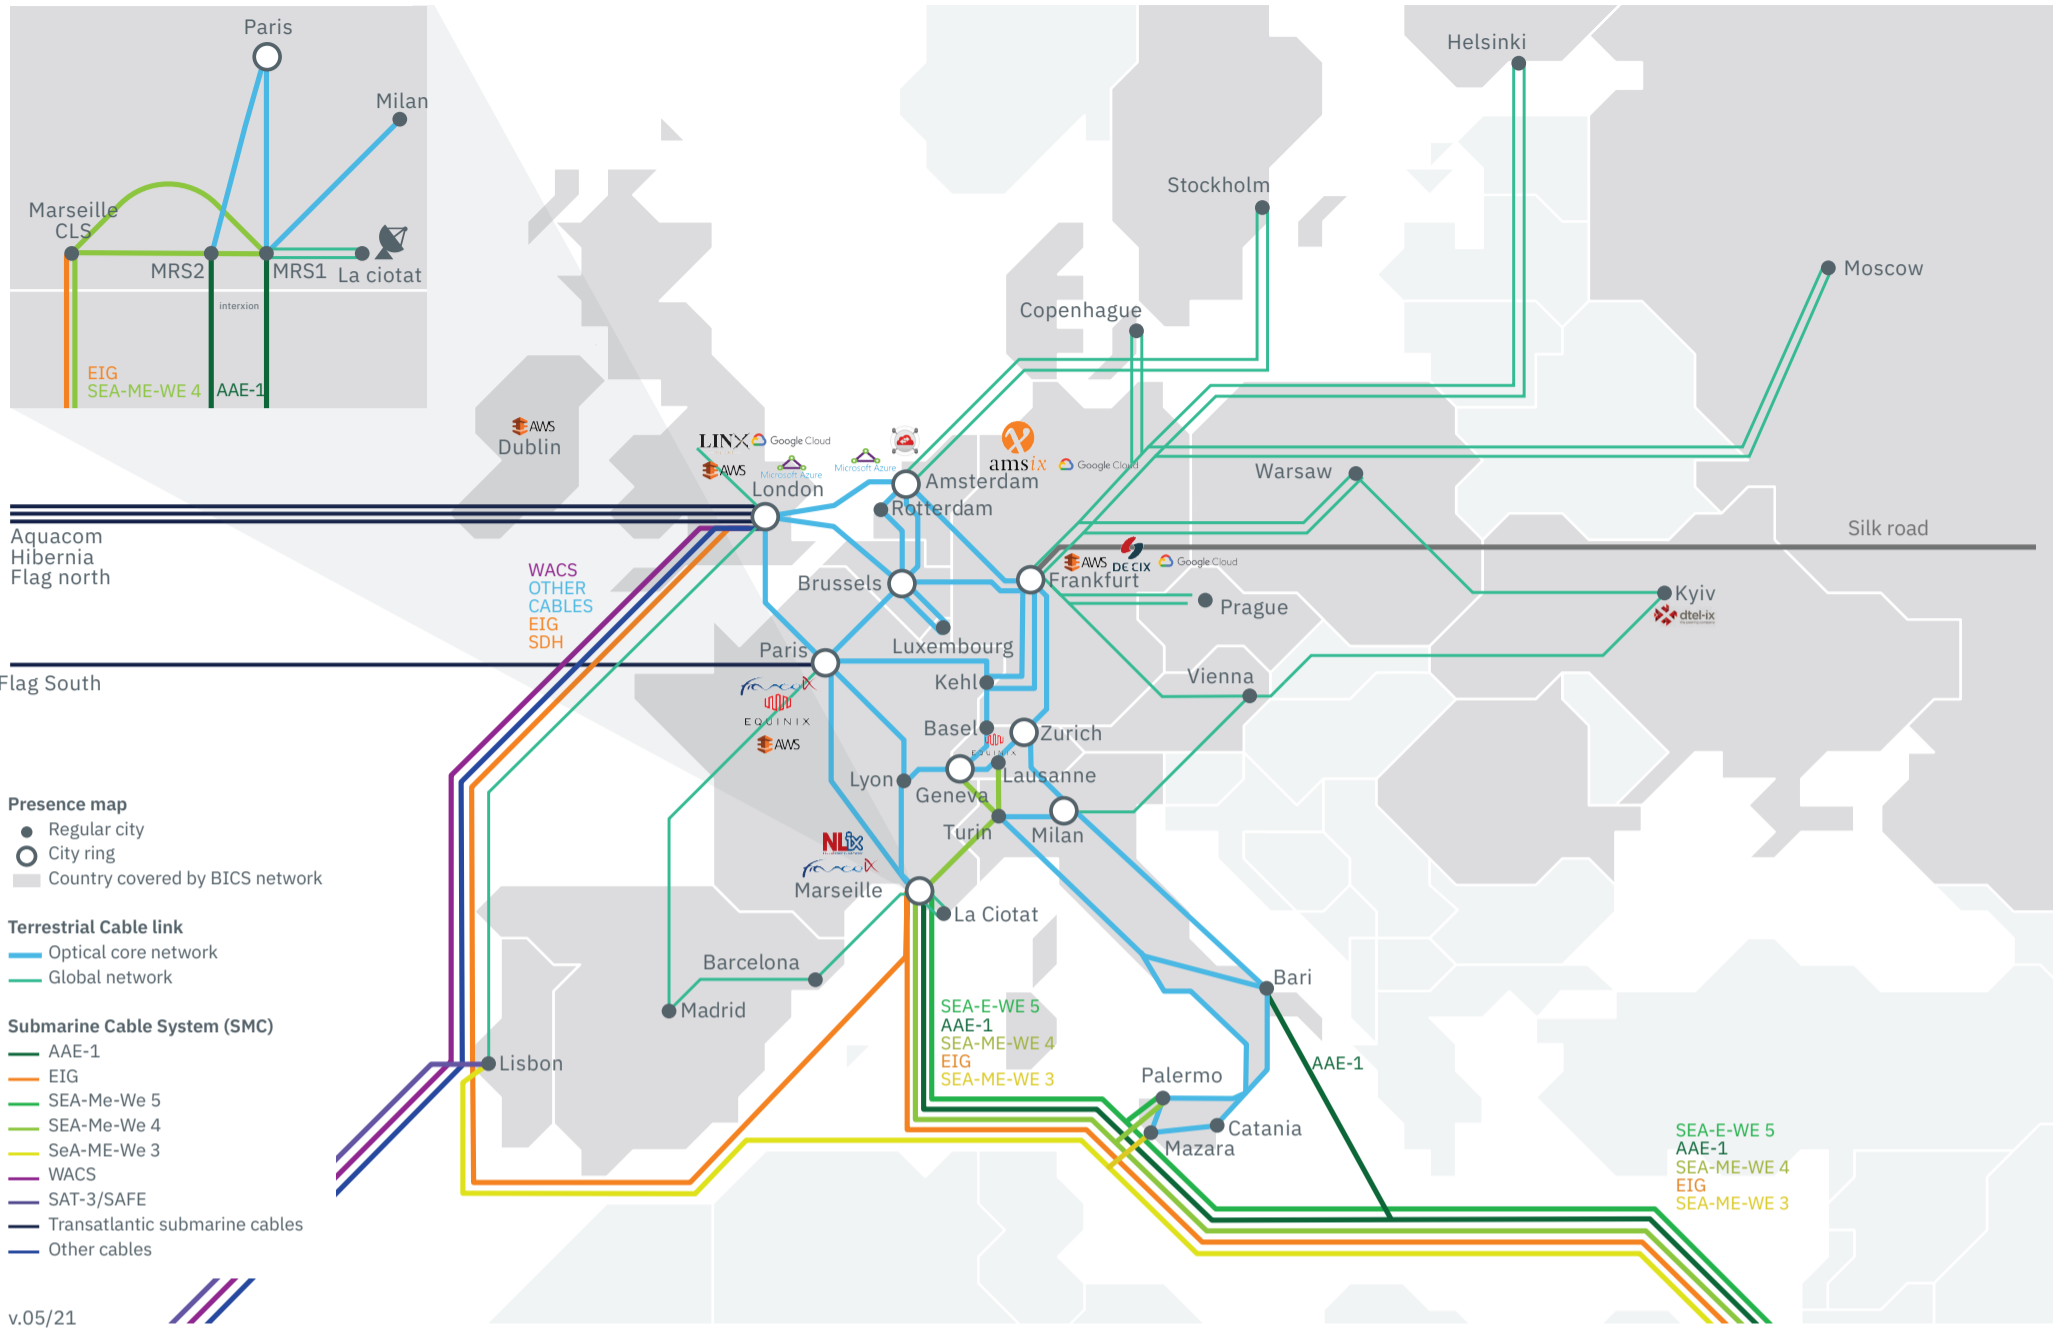 Paris
Milan
Marseille
CLS
MRS2
MRS1
La ciotat
interxion
EIG
SEA-ME-WE 4
AAE-1
Helsinki
Stockholm
Moscow
Copenhague
AWS
Dublin
LINX
Google Cloud
AWS
Microsoft Azure
London
Microsoft Azure
amsix
Google Cloud
Amsterdam
Rotterdam
Warsaw
Aquacom
Hibernia
Flag north
Silk road
WACS
OTHER
CABLES
EIG
SDH
Brussels
AWS
DE CIX
Google Cloud
Frankfurt
Prague
Kyiv
dtel-ix
Luxembourg
Paris
Flag South
Kehl
Vienna
franceix
EQUINIX
AWS
Basel
Zurich
EQUINIX
Lyon
Geneva
Lausanne
Turin
Milan
NLix
franceix
Marseille
La Ciotat
Barcelona
Madrid
Bari
SEA-E-WE 5
AAE-1
SEA-ME-WE 4
EIG
SEA-ME-WE 3
Lisbon
AAE-1
Palermo
Catania
Mazara
SEA-E-WE 5
AAE-1
SEA-ME-WE 4
EIG
SEA-ME-WE 3
Presence map
Regular city
City ring
Country covered by BICS network
Terrestrial Cable link
Optical core network
Global network
Submarine Cable System (SMC)
AAE-1
EIG
SEA-Me-We 5
SEA-Me-We 4
SeA-ME-We 3
WACS
SAT-3/SAFE
Transatlantic submarine cables
Other cables
v.05/21